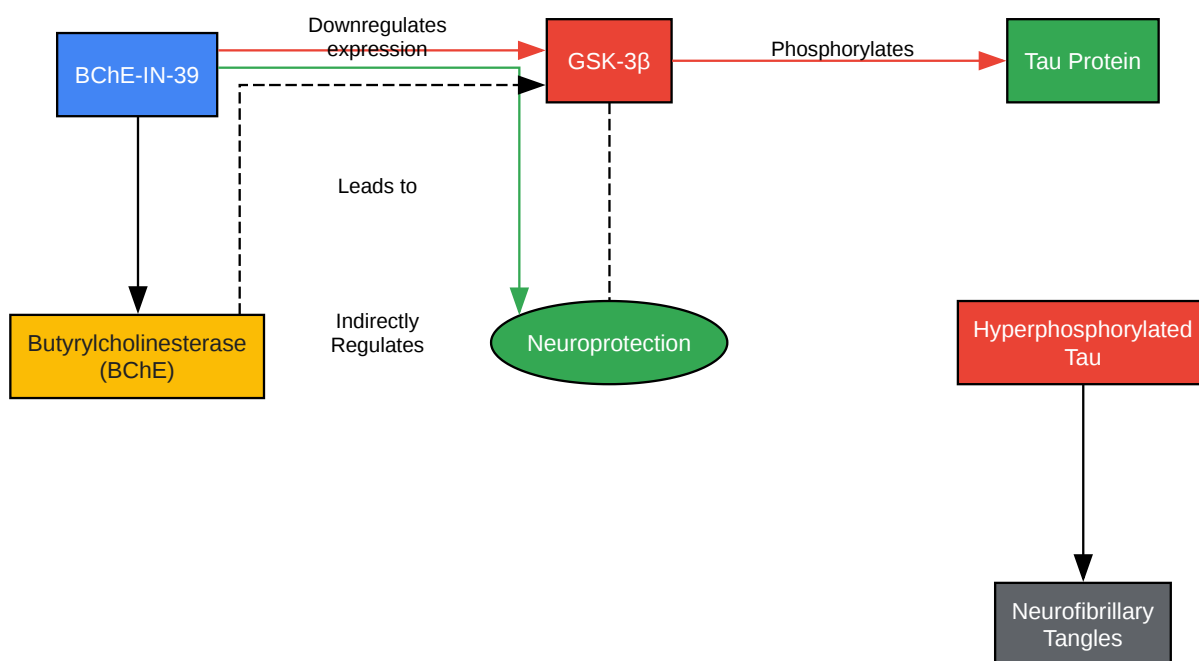 Downregulates
expression
BChE-IN-39
GSK-3β
Phosphorylates
Tau Protein
Leads to
Indirectly
Regulates
Butyrylcholinesterase
(BChE)
Neuroprotection
Hyperphosphorylated
Tau
Neurofibrillary
Tangles